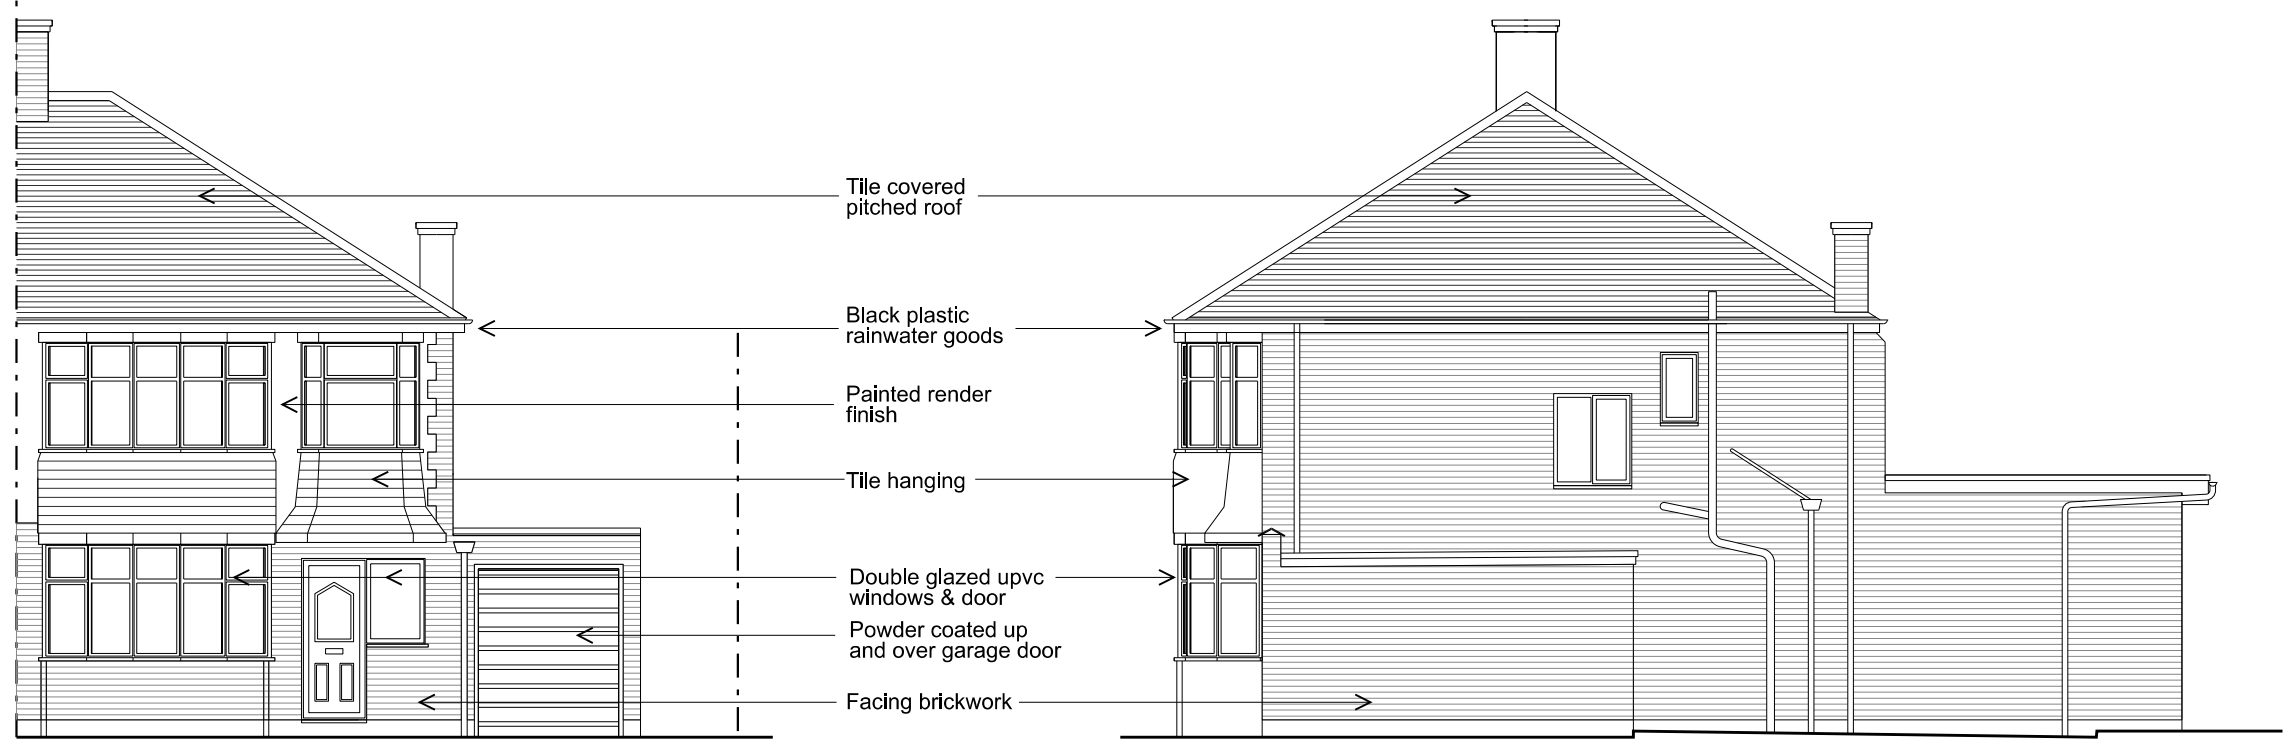 Tile covered
pitched roof
Black plastic
rainwater goods
Painted render
finish
Tile hanging
Double glazed upvc
windows & door
Powder coated up
and over garage door
Facing brickwork